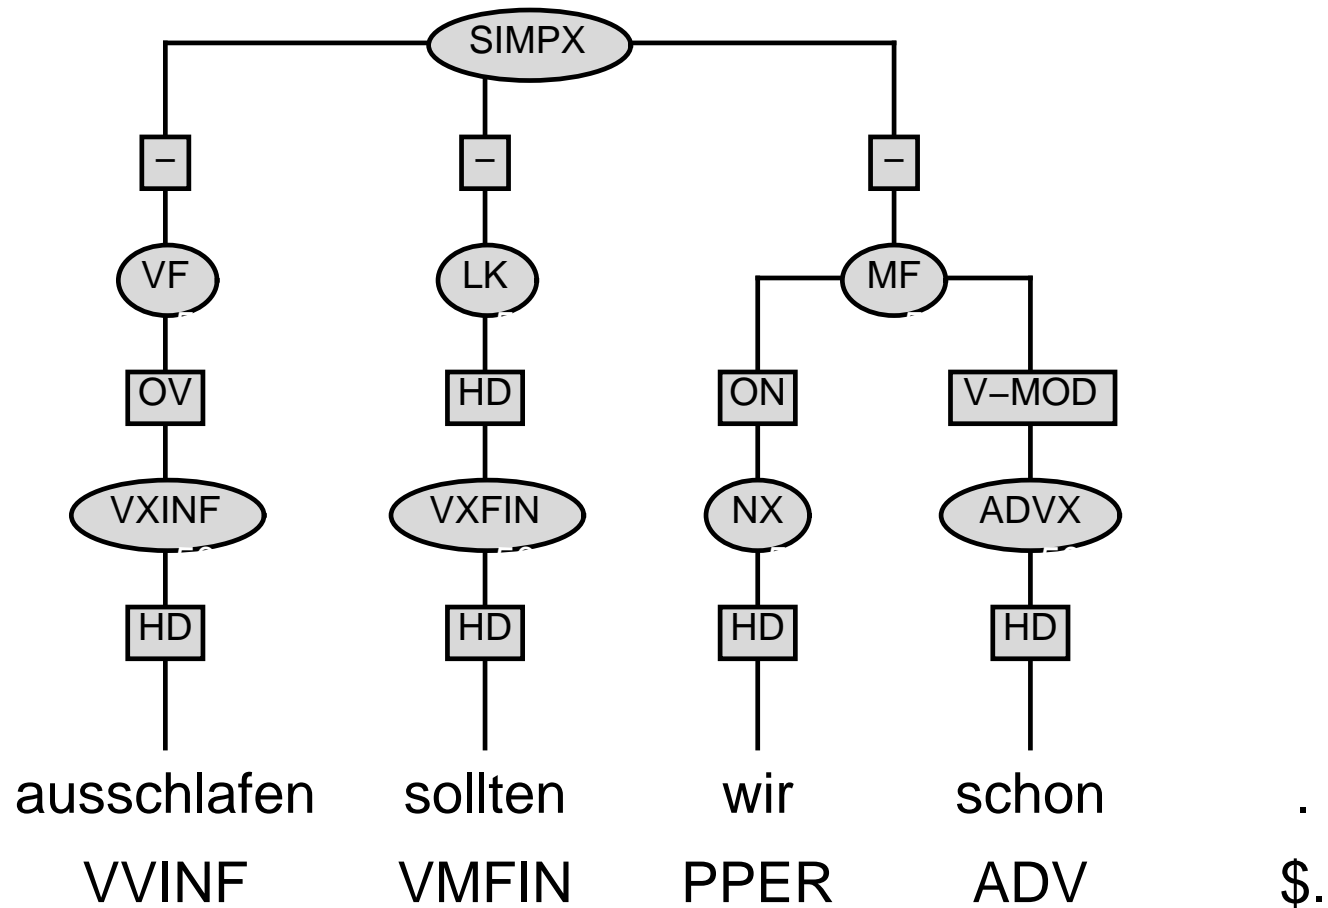 SIMPX
– – –
VF LK MF
OV HD ON V–MOD
VXINF VXFIN NX ADVX
HD HD HD HD
ausschlafen sollten wir schon .
VVINF VMFIN PPER ADV $.